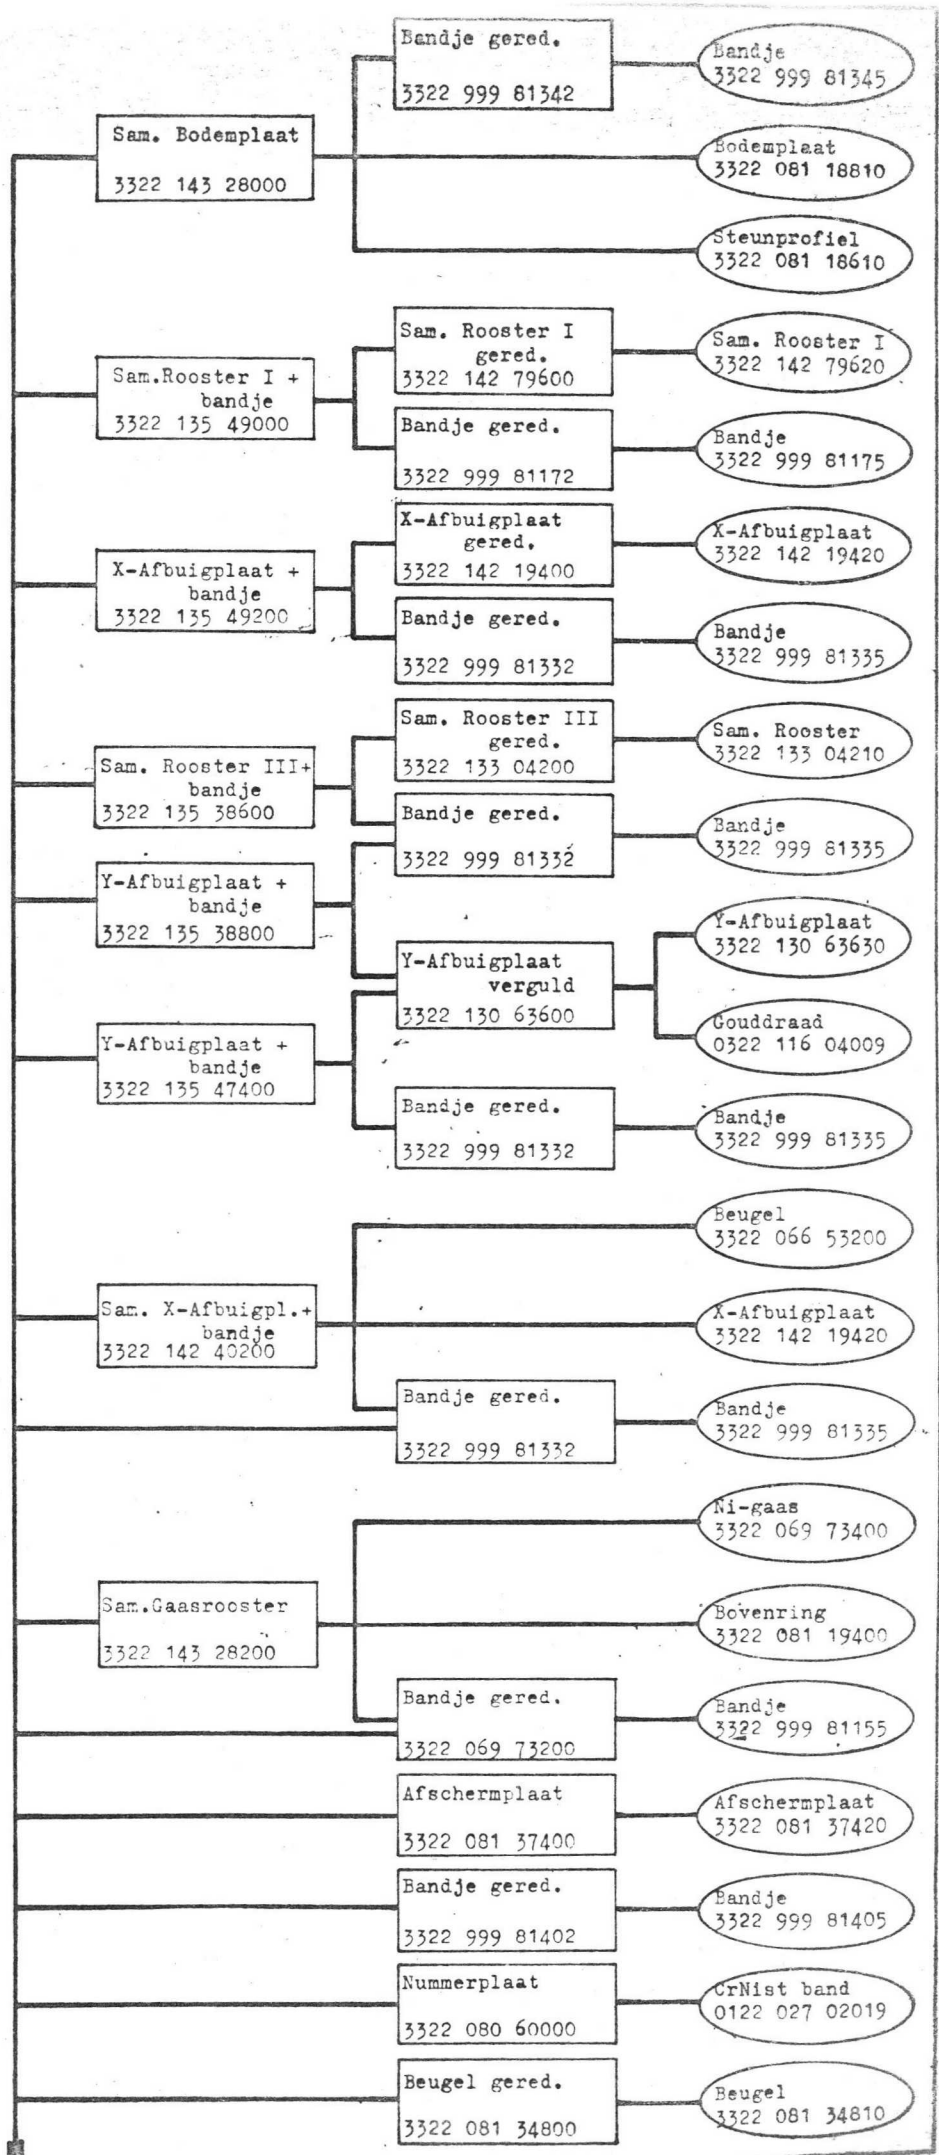 Bandje gered.
3322 999 81342
Bandje
3322 999 81345
Sam. Bodemplaat
3322 143 28000
Bodemplaat
3322 081 18810
Steunprofiel
3322 081 18610
Sam.Rooster I +
bandje
3322 135 49000
Sam. Rooster I
gered.
3322 142 79600
Sam. Rooster I
3322 142 79620
Bandje gered.
3322 999 81172
Bandje
3322 999 81175
X-Afbuigplaat +
bandje
3322 135 49200
X-Afbuigplaat
gered.
3322 142 19400
X-Afbuigplaat
3322 142 19420
Bandje gered.
3322 999 81332
Bandje
3322 999 81335
Sam. Rooster III+
bandje
3322 135 38600
Sam. Rooster III
gered.
3322 133 04200
Sam. Rooster
3322 133 04210
Bandje gered.
3322 999 81332
Bandje
3322 999 81335
Y-Afbuigplaat +
bandje
3322 135 38800
Y-Afbuigplaat
verguld
3322 130 63600
Y-Afbuigplaat
3322 130 63630
Gouddraad
0322 116 04009
Y-Afbuigplaat +
bandje
3322 135 47400
Bandje gered.
3322 999 81332
Bandje
3322 999 81335
Beugel
3322 066 53200
Sam. X-Afbuigpl.+
bandje
3322 142 40200
X-Afbuigplaat
3322 142 19420
Bandje gered.
3322 999 81332
Bandje
3322 999 81335
Ni-gaas
3322 069 73400
Sam.Gaasrooster
3322 143 28200
Bovenring
3322 081 19400
Bandje gered.
3322 069 73200
Bandje
3322 999 81155
Afschermplaat
3322 081 37400
Afschermplaat
3322 081 37420
Bandje gered.
3322 999 81402
Bandje
3322 999 81405
Nummerplaat
3322 080 60000
CrNist band
0122 027 02019
Beugel gered.
3322 081 34800
Beugel
3322 081 34810